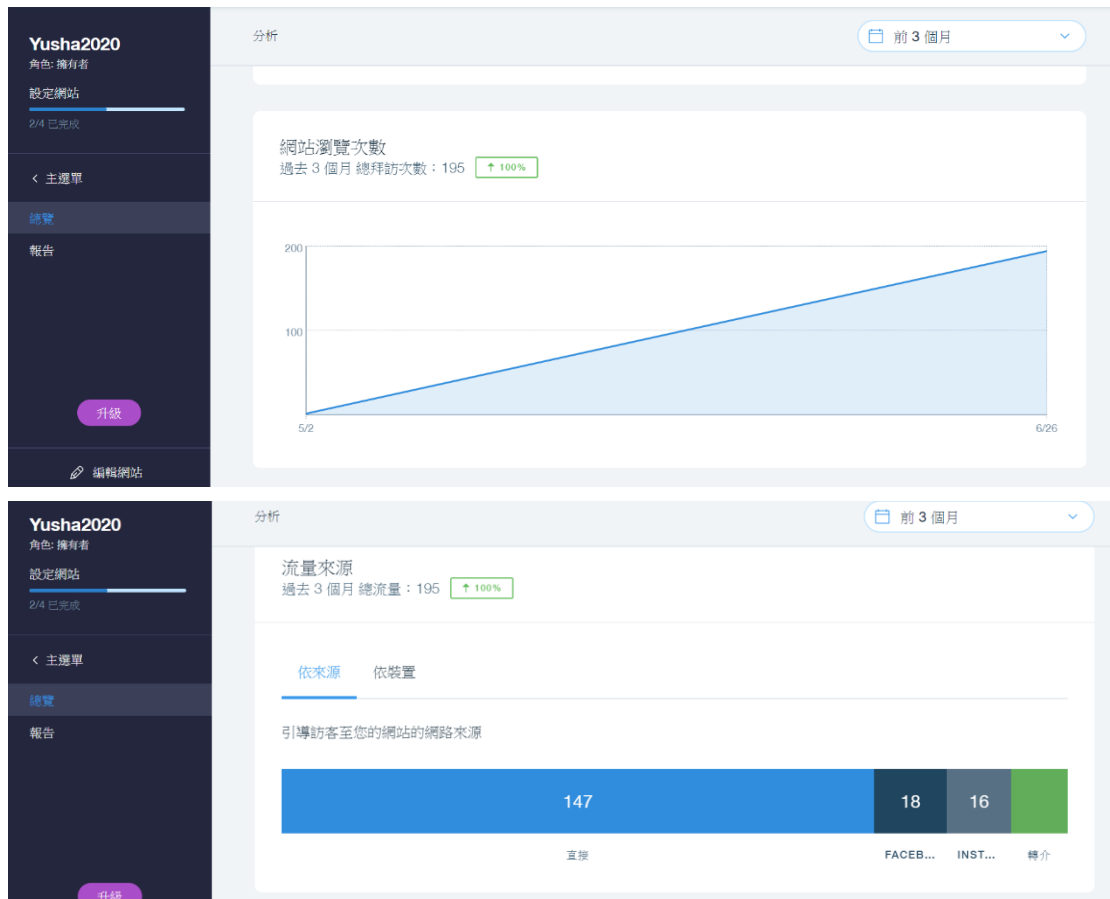 Yusha2020
角色: 擁有者
設定網站
2/4 已完成
主選單
總覽
報告
升級
編輯網站
分析
前 3 個月
網站瀏覽次數
過去 3 個月 總拜訪次數：195 ↑ 100%
200
100
5/2 6/26
Yusha2020
角色: 擁有者
設定網站
2/4 已完成
主選單
總覽
報告
升級
分析
前 3 個月
流量來源
過去 3 個月 總流量：195 ↑ 100%
依來源 依裝置
引導訪客至您的網站的網路來源
147 18 16
直接 FACEB... INST... 轉介